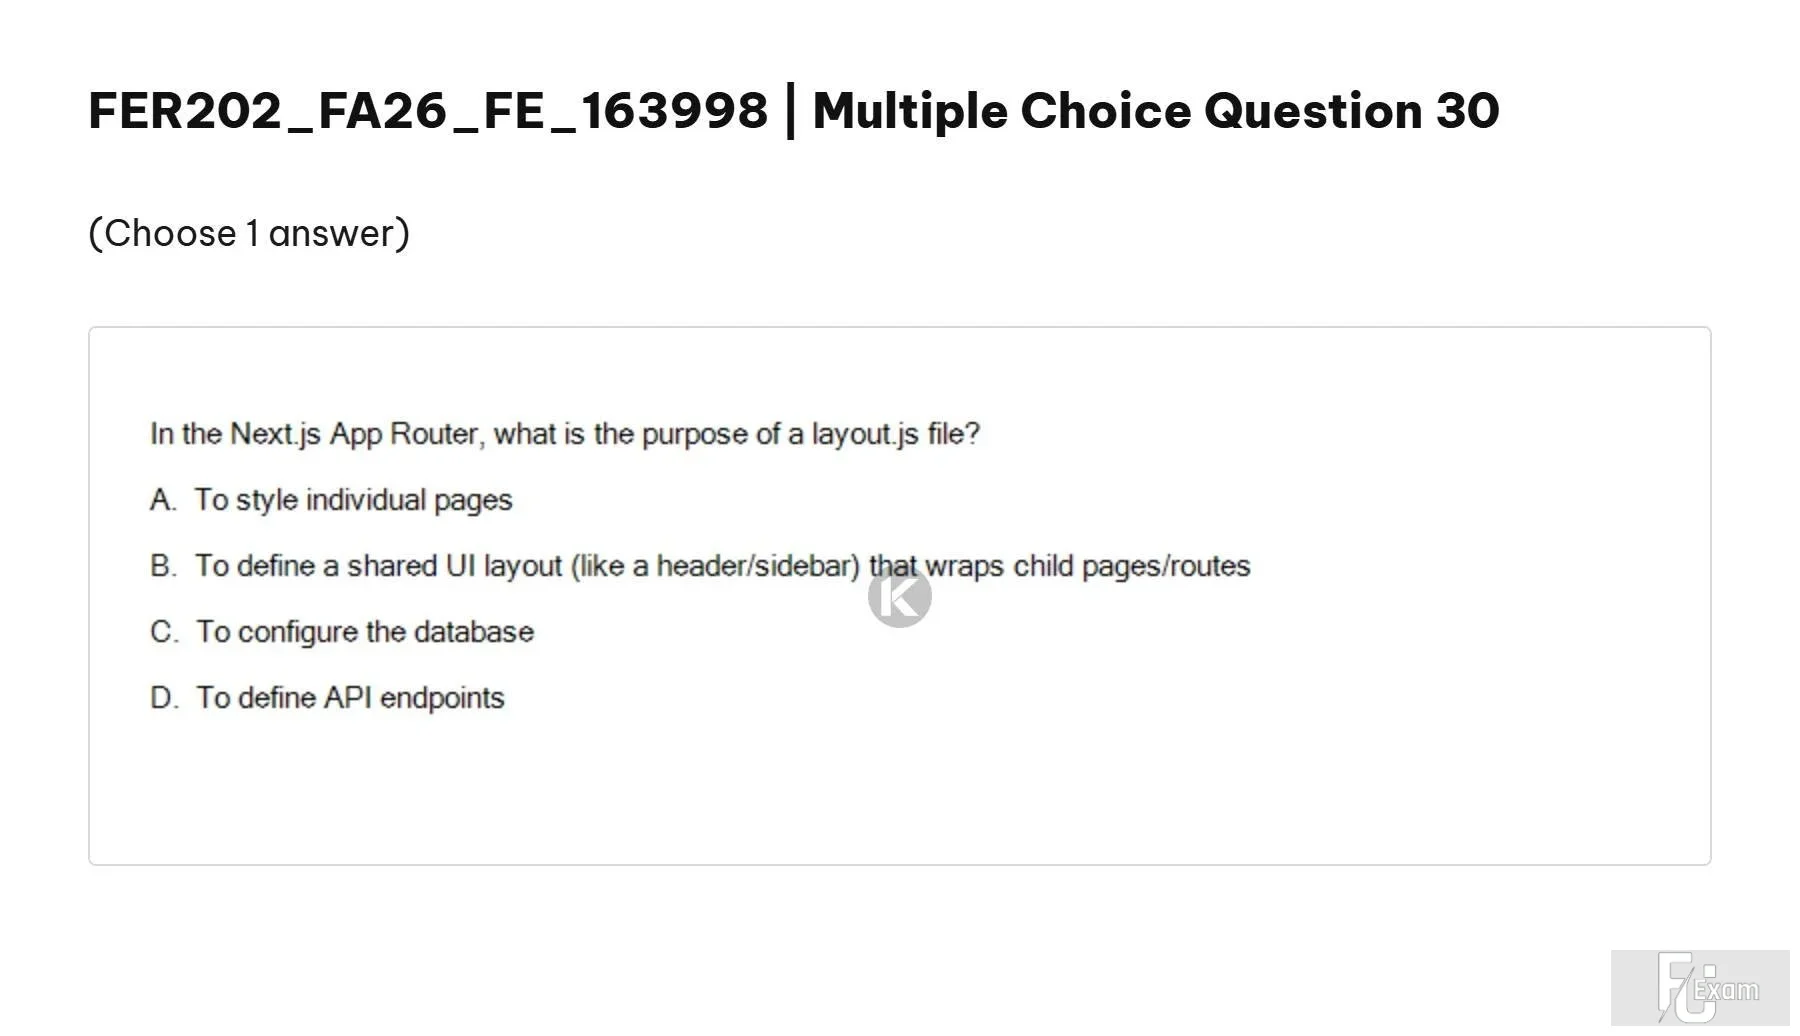 FER202_FA26_FE_163998 | Multiple Choice Question 30
(Choose 1 answer)
In the Next.js App Router, what is the purpose of a layout.js file?
A. To style individual pages
B. To define a shared UI layout (like a header/sidebar) that wraps child pages/routes
C. To configure the database
D. To define API endpoints
K
FU Exam